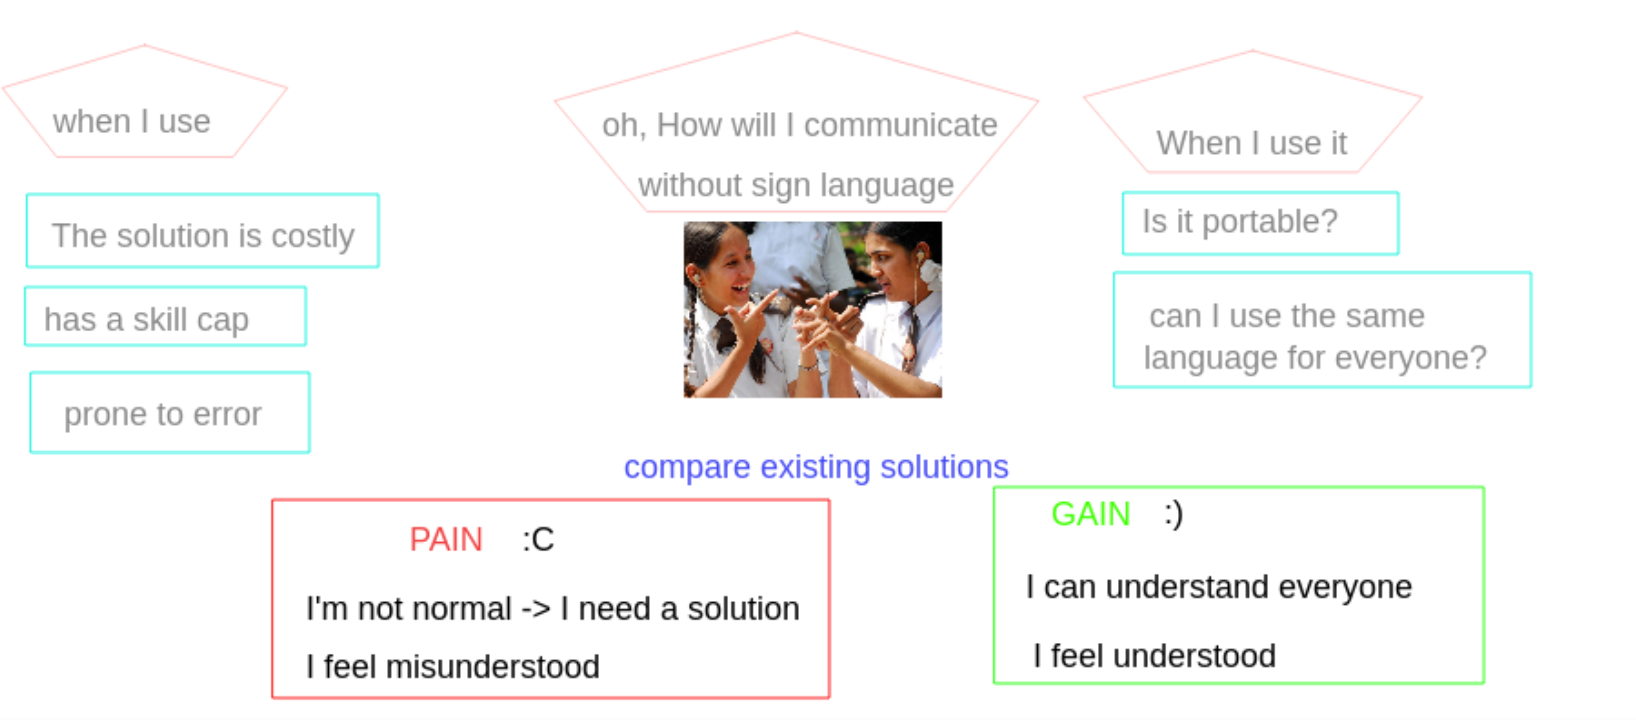 when I use
The solution is costly
has a skill cap
prone to error
oh, How will I communicate
without sign language
When I use it
Is it portable?
can I use the same
language for everyone?
compare existing solutions
PAIN :C
I'm not normal -> I need a solution
I feel misunderstood
GAIN :)
I can understand everyone
I feel understood